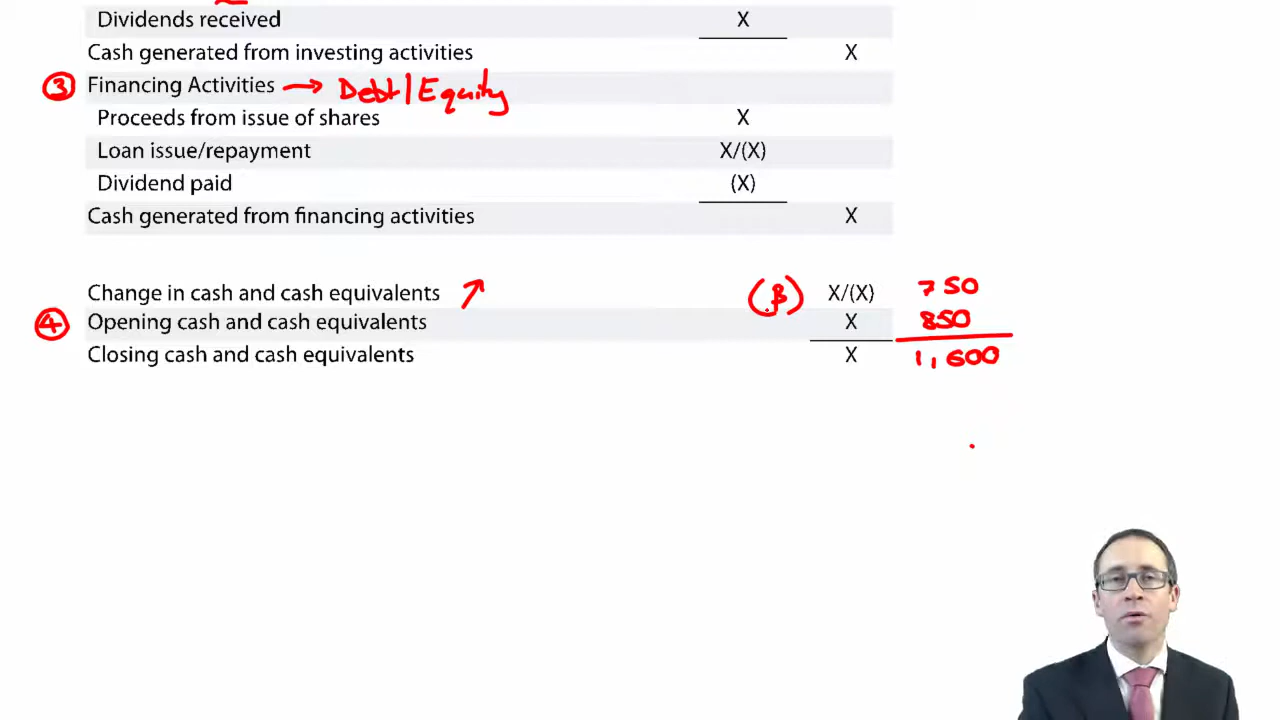 Dividends received X
Cash generated from investing activities X
③ Financing Activities → Debt/Equity
Proceeds from issue of shares X
Loan issue/repayment X/(X)
Dividend paid (X)
Cash generated from financing activities X
Change in cash and cash equivalents (β) X/(X) 750
④ Opening cash and cash equivalents X 850
Closing cash and cash equivalents X 1,600